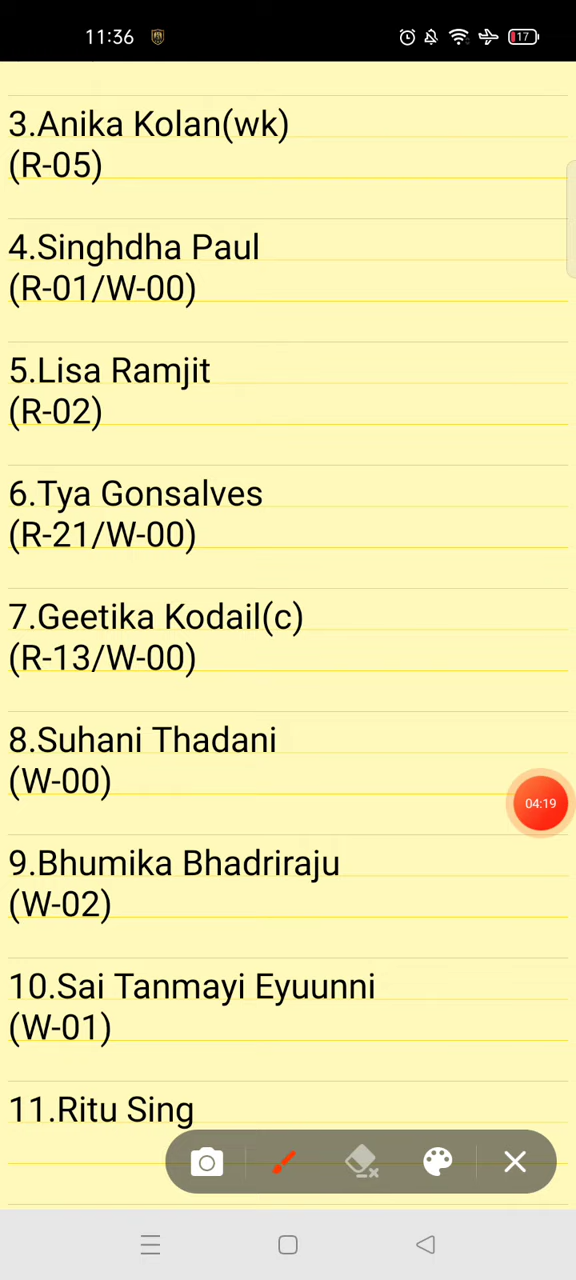 11:36
17
3.Anika Kolan(wk)
(R-05)
4.Singhdha Paul
(R-01/W-00)
5.Lisa Ramjit
(R-02)
6.Tya Gonsalves
(R-21/W-00)
7.Geetika Kodail(c)
(R-13/W-00)
8.Suhani Thadani
(W-00)
04:19
9.Bhumika Bhadriraju
(W-02)
10.Sai Tanmayi Eyuunni
(W-01)
11.Ritu Sing